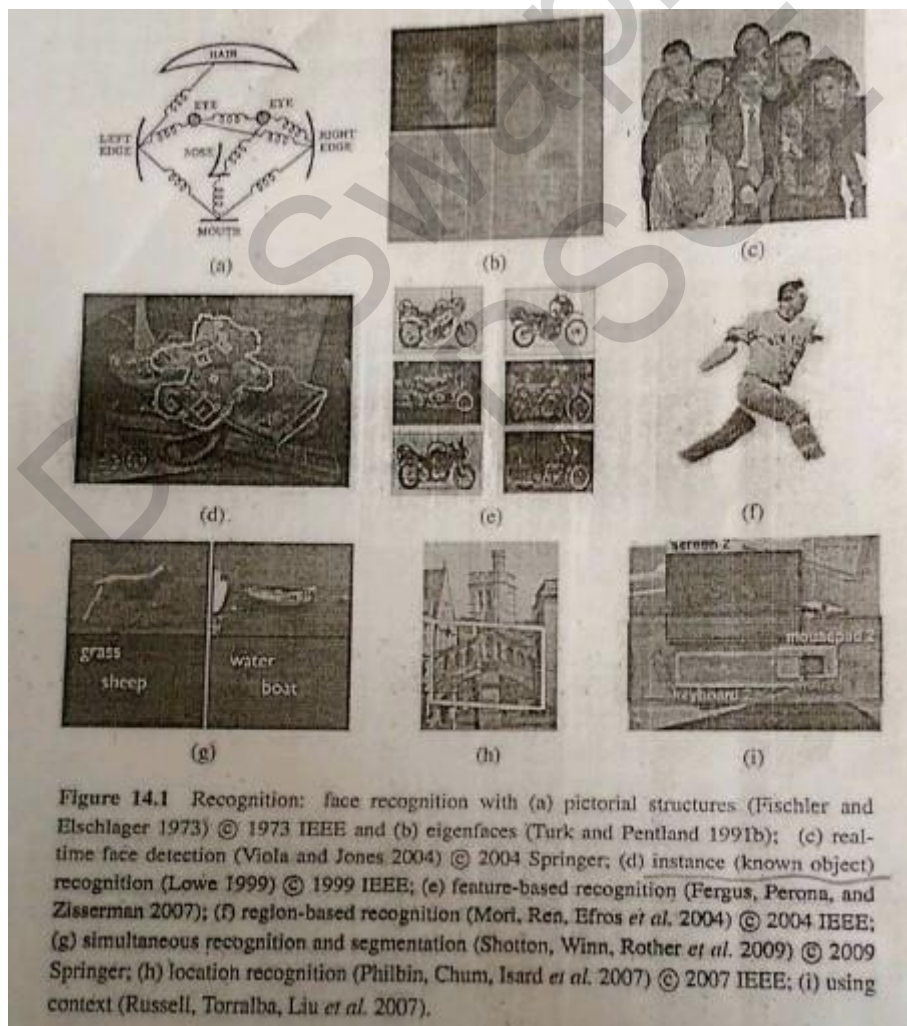 HAIR
EYE EYE
LEFT EDGE
RIGHT EDGE
NOSE
MOUTH
(a)
(b)
(c)
(d).
(e)
(f)
grass
sheep
water
boat
screen 2
mousepad 2
keyboard 2
(g)
(h)
(i)
Figure 14.1 Recognition: face recognition with (a) pictorial structures (Fischler and
Elschlager 1973) © 1973 IEEE and (b) eigenfaces (Turk and Pentland 1991b); (c) real-
time face detection (Viola and Jones 2004) © 2004 Springer; (d) instance (known object)
recognition (Lowe 1999) © 1999 IEEE; (e) feature-based recognition (Fergus, Perona, and
Zisserman 2007); (f) region-based recognition (Mori, Ren, Efros et al. 2004) © 2004 IEEE;
(g) simultaneous recognition and segmentation (Shotton, Winn, Rother et al. 2009) © 2009
Springer; (h) location recognition (Philbin, Chum, Isard et al. 2007) © 2007 IEEE; (i) using
context (Russell, Torralba, Liu et al. 2007).